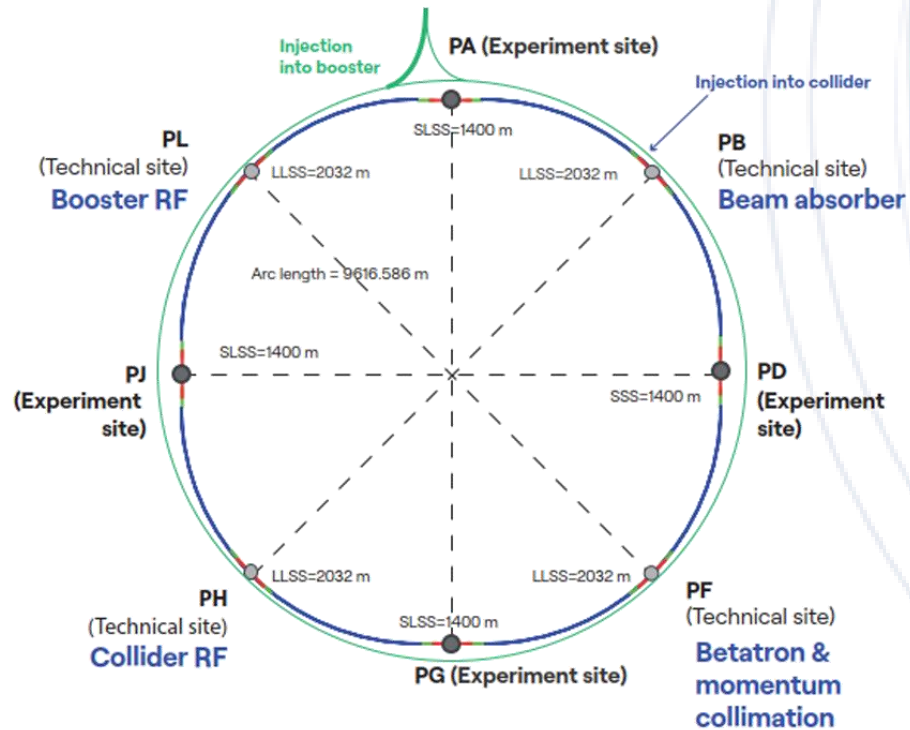 Injection
into booster
PA (Experiment site)
Injection into collider
SLSS=1400 m
PL
(Technical site)
Booster RF
LLSS=2032 m
LLSS=2032 m
PB
(Technical site)
Beam absorber
Arc length = 9616.586 m
SLSS=1400 m
PJ
(Experiment
site)
SSS=1400 m
PD
(Experiment
site)
LLSS=2032 m
LLSS=2032 m
PH
(Technical site)
Collider RF
SLSS=1400 m
PG (Experiment site)
PF
(Technical site)
Betatron &
momentum
collimation